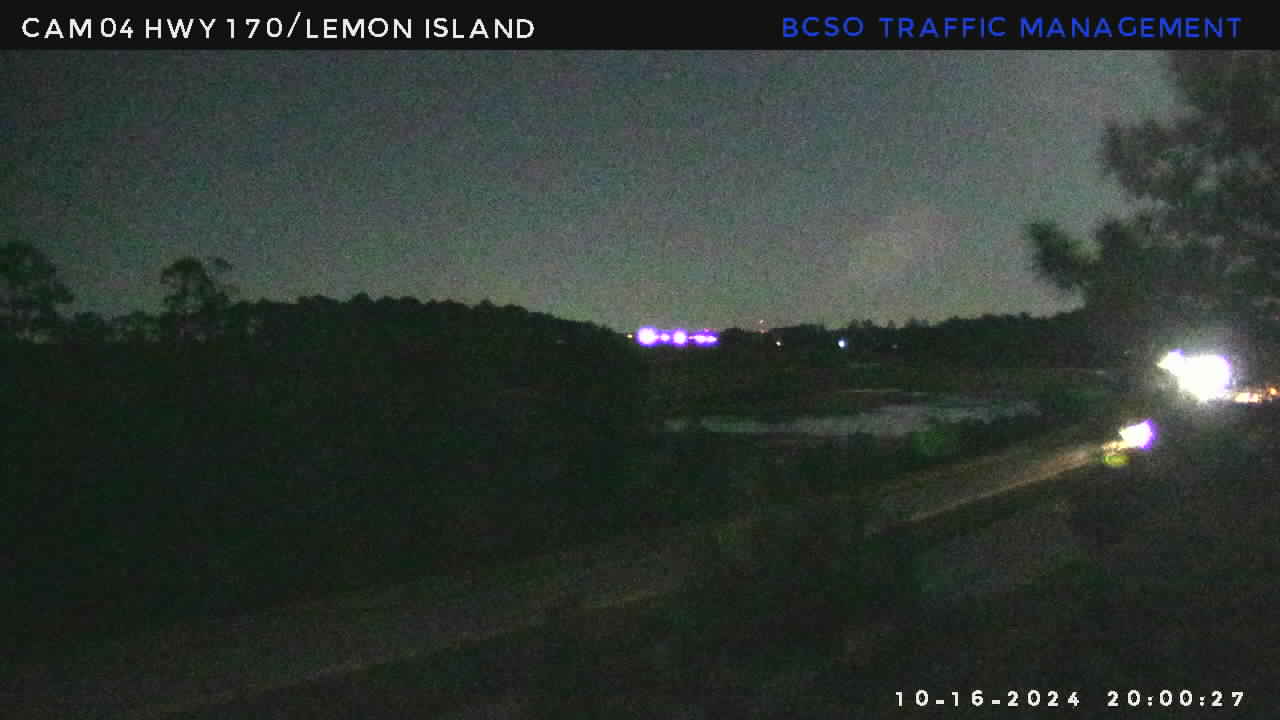 CAM04 HWY 170/LEMON ISLAND
BCSO TRAFFIC MANAGEMENT
10-16-2024 20:00:27